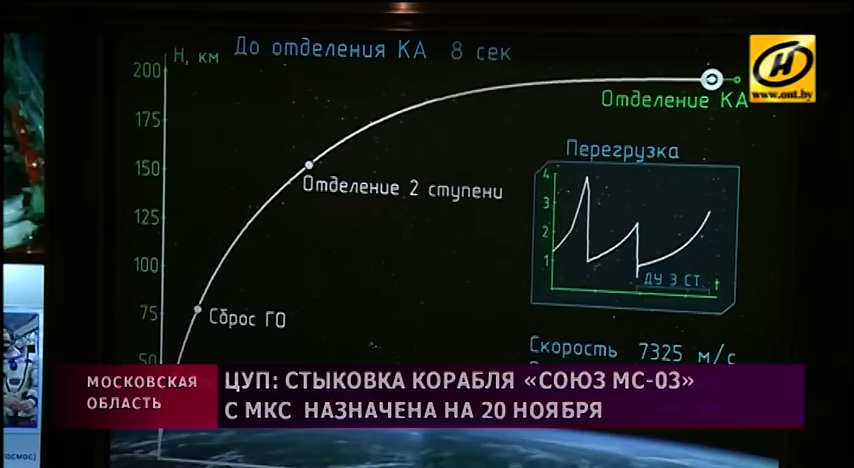 Н, км
До отделения КА 8 сек
200
175
150
125
100
75
50
Отделение КА
Отделение 2 ступени
Сброс ГО
Перегрузка
4
3
2
1
ДУ 3 СТ.
t
Скорость 7325 м/с
Н
www.ont.by
МОСКОВСКАЯ
ОБЛАСТЬ
ЦУП: СТЫКОВКА КОРАБЛЯ «СОЮЗ МС-03»
С МКС НАЗНАЧЕНА НА 20 НОЯБРЯ